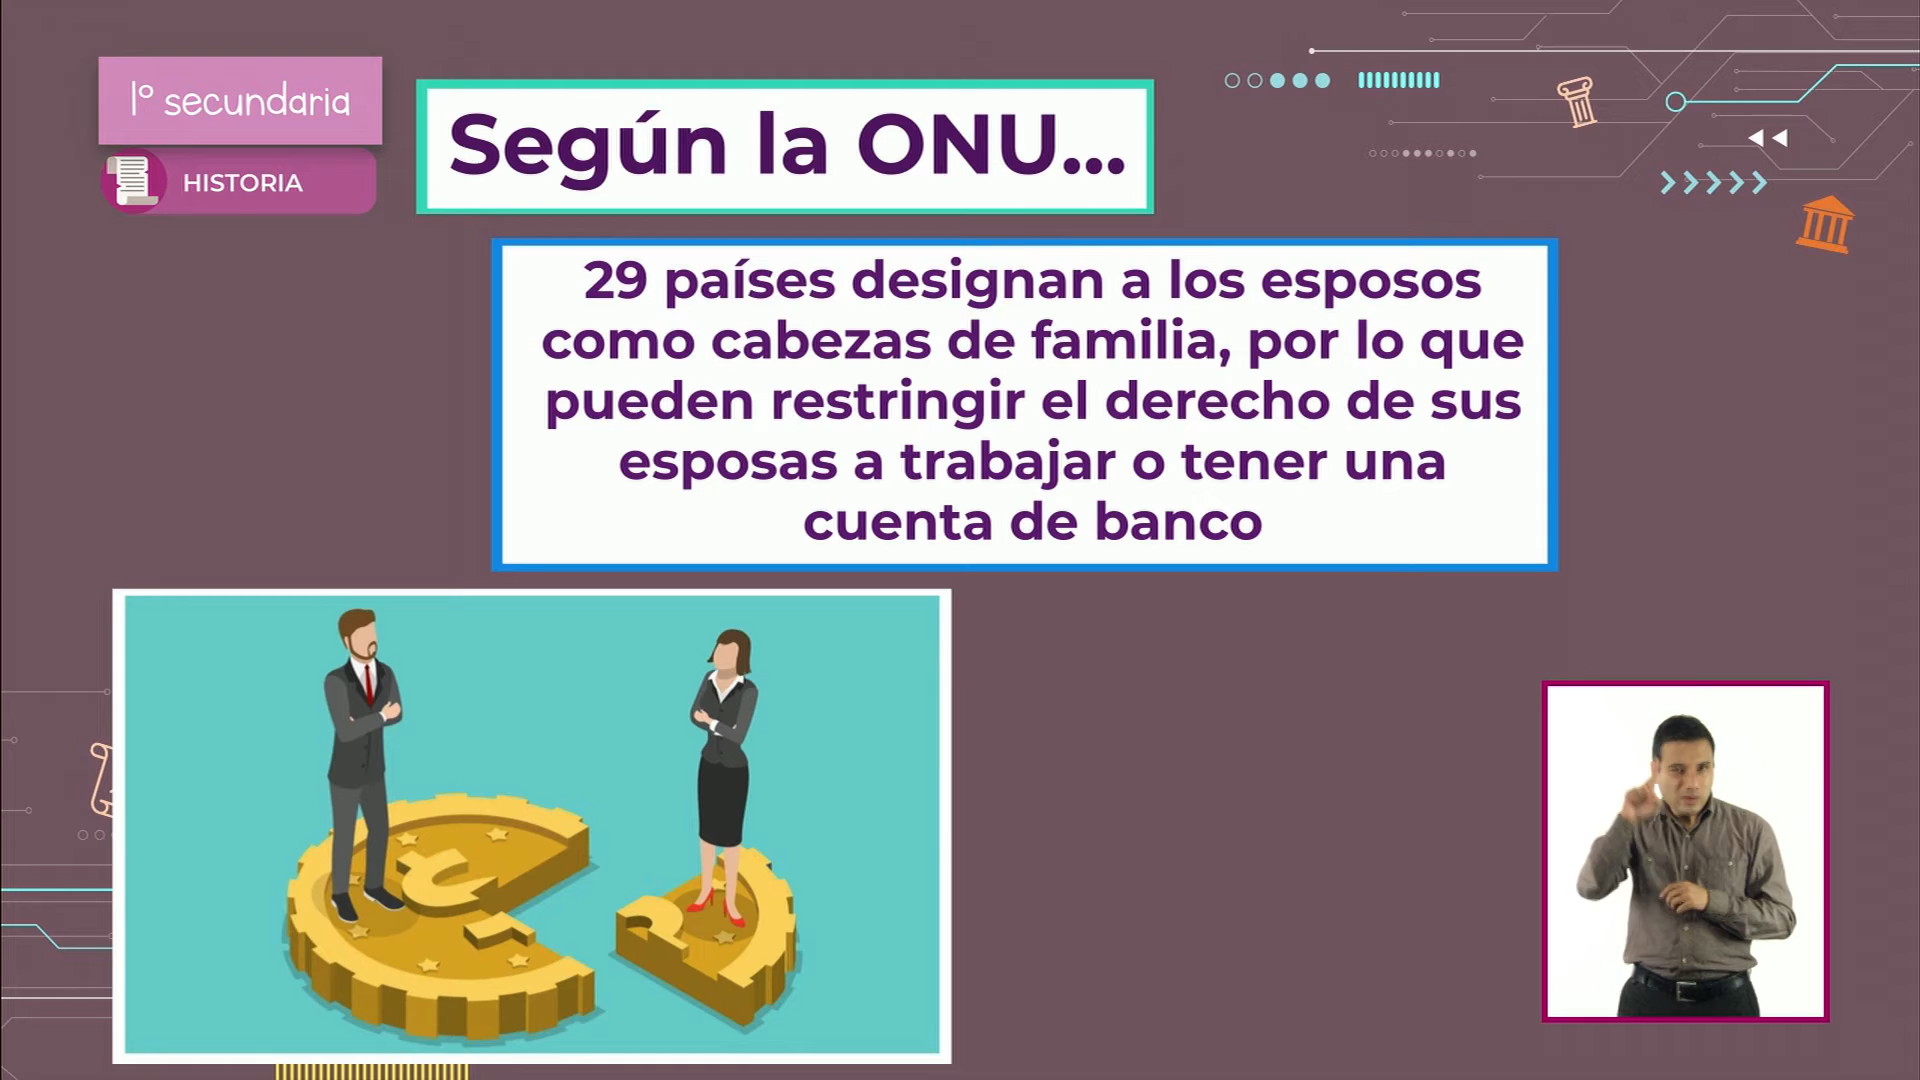 1° secundaria
HISTORIA
Según la ONU...
29 países designan a los esposos
como cabezas de familia, por lo que
pueden restringir el derecho de sus
esposas a trabajar o tener una
cuenta de banco